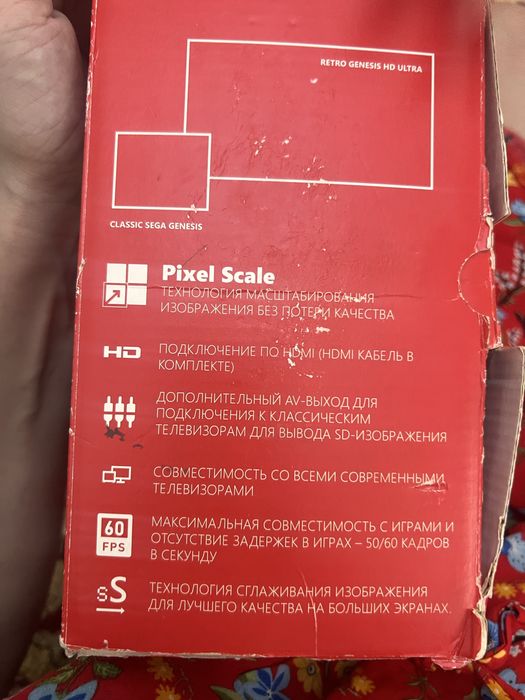 RETRO GENESIS HD ULTRA
CLASSIC SEGA GENESIS
Pixel Scale
ТЕХНОЛОГИЯ МАСШТАБИРОВАНИЯ
ИЗОБРАЖЕНИЯ БЕЗ ПОТЕРИ КАЧЕСТВА
HD
ПОДКЛЮЧЕНИЕ ПО HDMI (HDMI КАБЕЛЬ В
КОМПЛЕКТЕ)
ДОПОЛНИТЕЛЬНЫЙ AV-ВЫХОД ДЛЯ
ПОДКЛЮЧЕНИЯ К КЛАССИЧЕСКИМ
ТЕЛЕВИЗОРАМ ДЛЯ ВЫВОДА SD-ИЗОБРАЖЕНИЯ
СОВМЕСТИМОСТЬ СО ВСЕМИ СОВРЕМЕННЫМИ
ТЕЛЕВИЗОРАМИ
60
FPS
МАКСИМАЛЬНАЯ СОВМЕСТИМОСТЬ С ИГРАМИ И
ОТСУТСТВИЕ ЗАДЕРЖЕК В ИГРАХ – 50/60 КАДРОВ
В СЕКУНДУ
sS
ТЕХНОЛОГИЯ СГЛАЖИВАНИЯ ИЗОБРАЖЕНИЯ
ДЛЯ ЛУЧШЕГО КАЧЕСТВА НА БОЛЬШИХ ЭКРАНАХ.